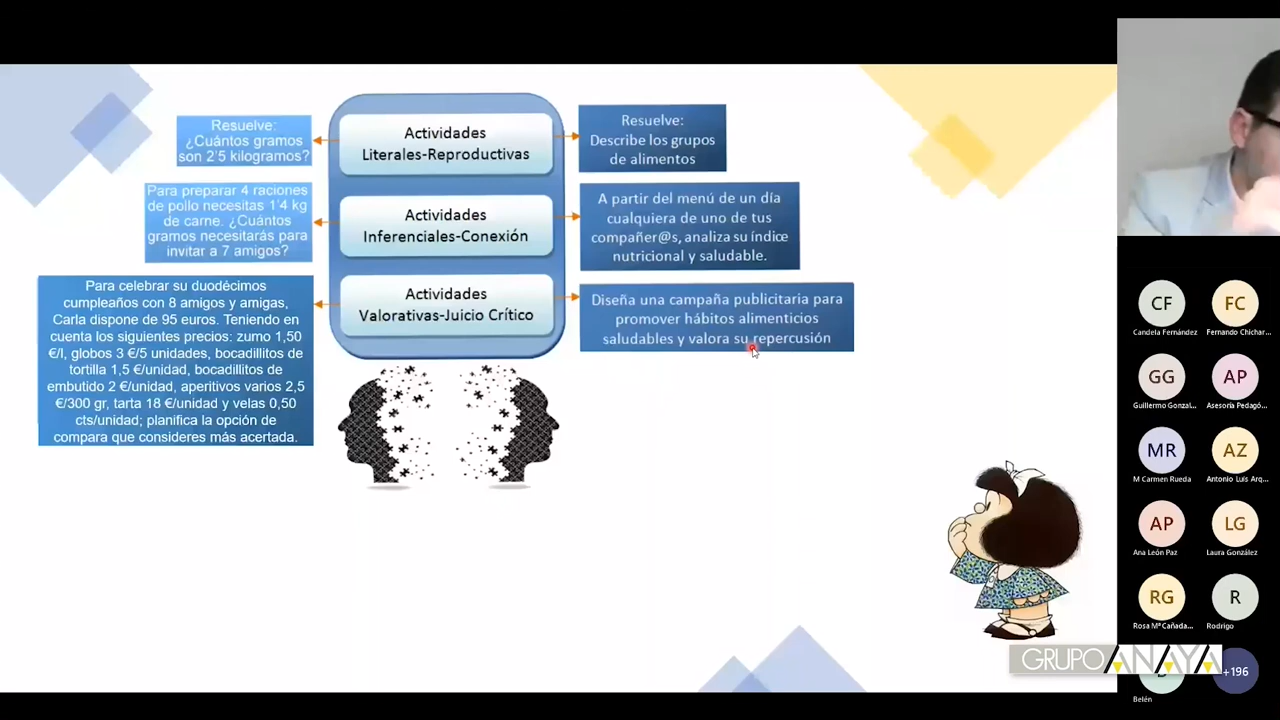 Resuelve:
¿Cuántos gramos
son 2'5 kilogramos?
Actividades
Literales-Reproductivas
Resuelve:
Describe los grupos
de alimentos
Para preparar 4 raciones
de pollo necesitas 1'4 kg
de carne. ¿Cuántos
gramos necesitarás para
invitar a 7 amigos?
Actividades
Inferenciales-Conexión
A partir del menú de un día
cualquiera de uno de tus
compañer@s, analiza su índice
nutricional y saludable.
Para celebrar su duodécimos
cumpleaños con 8 amigos y amigas,
Carla dispone de 95 euros. Teniendo en
cuenta los siguientes precios: zumo 1,50
€/l, globos 3 €/5 unidades, bocadillitos de
tortilla 1,5 €/unidad, bocadillos de
embutido 2 €/unidad, aperitivos varios 2,5
€/300 gr, tarta 18 €/unidad y velas 0,50
cts/unidad; planifica la opción de
compara que consideres más acertada.
Actividades
Valorativas-Juicio Crítico
Diseña una campaña publicitaria para
promover hábitos alimenticios
saludables y valora su repercusión
CF
Candela Fernández
FC
Fernando Chichar...
GG
Guillermo Gonzal...
AP
Asesoría Pedagó...
MR
M Carmen Rueda
AZ
Antonio Luis Arq...
AP
Ana León Paz
LG
Laura González
RG
Rosa Mª Cañada...
R
Rodrigo
GRUPO ANAYA
+196
Belén